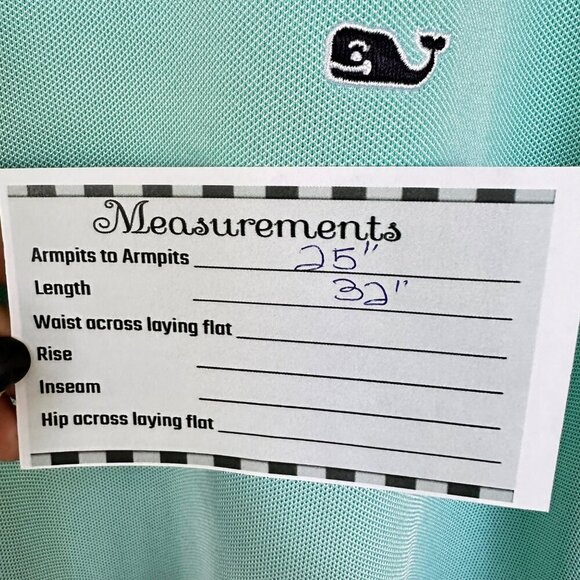 Measurements
Armpits to Armpits 25"
Length 32"
Waist across laying flat
Rise
Inseam
Hip across laying flat